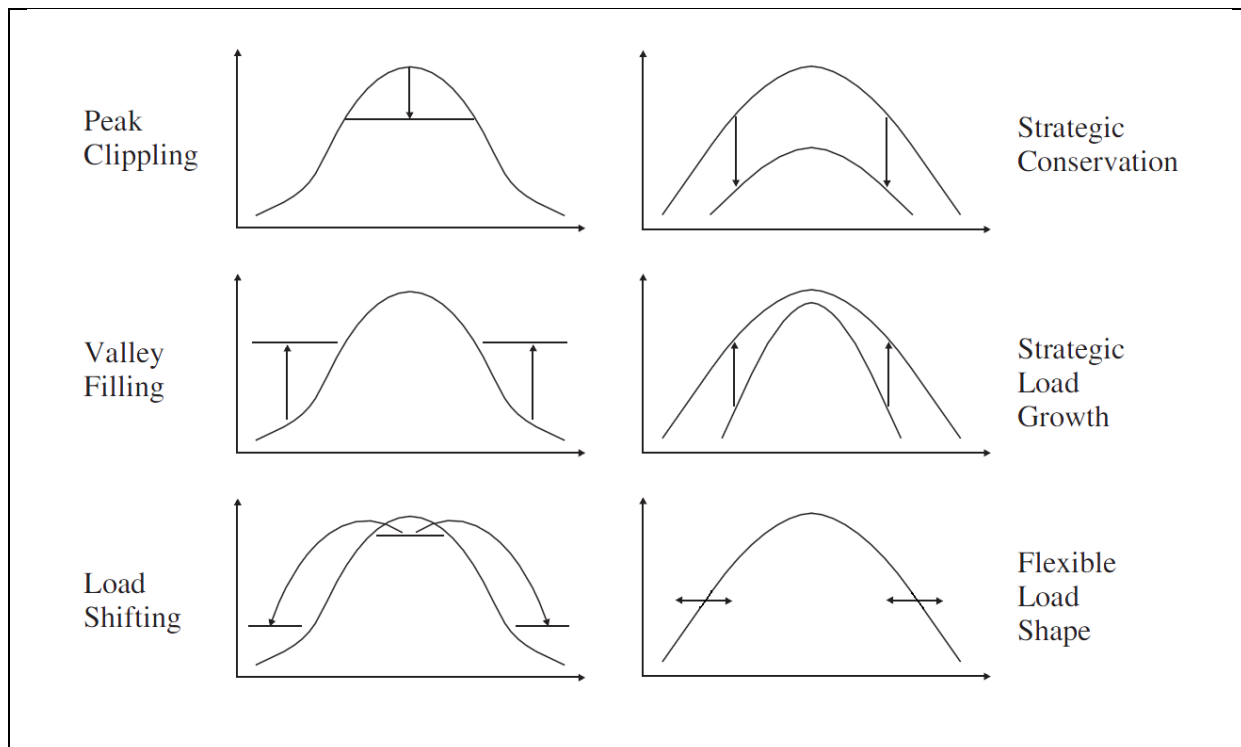 Peak
Clippling
Strategic
Conservation
Valley
Filling
Strategic
Load
Growth
Load
Shifting
Flexible
Load
Shape